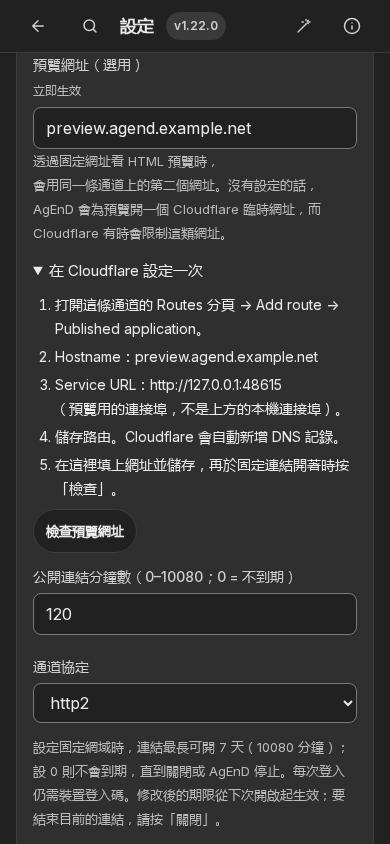 設定 v1.22.0
預覽網址（選用）
立即生效
preview.agend.example.net
透過固定網址看 HTML 預覽時，
會用同一條通道上的第二個網址。沒有設定的話，
AgEnD 會為預覽開一個 Cloudflare 臨時網址，而
Cloudflare 有時會限制這類網址。
▼ 在 Cloudflare 設定一次
1. 打開這條通道的 Routes 分頁 → Add route →
Published application。
2. Hostname：preview.agend.example.net
3. Service URL：http://127.0.0.1:48615
（預覽用的連接埠，不是上方的本機連接埠）。
4. 儲存路由。Cloudflare 會自動新增 DNS 記錄。
5. 在這裡填上網址並儲存，再於固定連結開著時按
「檢查」。
檢查預覽網址
公開連結分鐘數（0–10080；0 = 不到期）
120
通道協定
http2
設定固定網域時，連結最長可開 7 天（10080 分鐘）；
設 0 則不會到期，直到關閉或 AgEnD 停止。每次登入
仍需裝置登入碼。修改後的期限從下次開啟起生效；要
結束目前的連結，請按「關閉」。